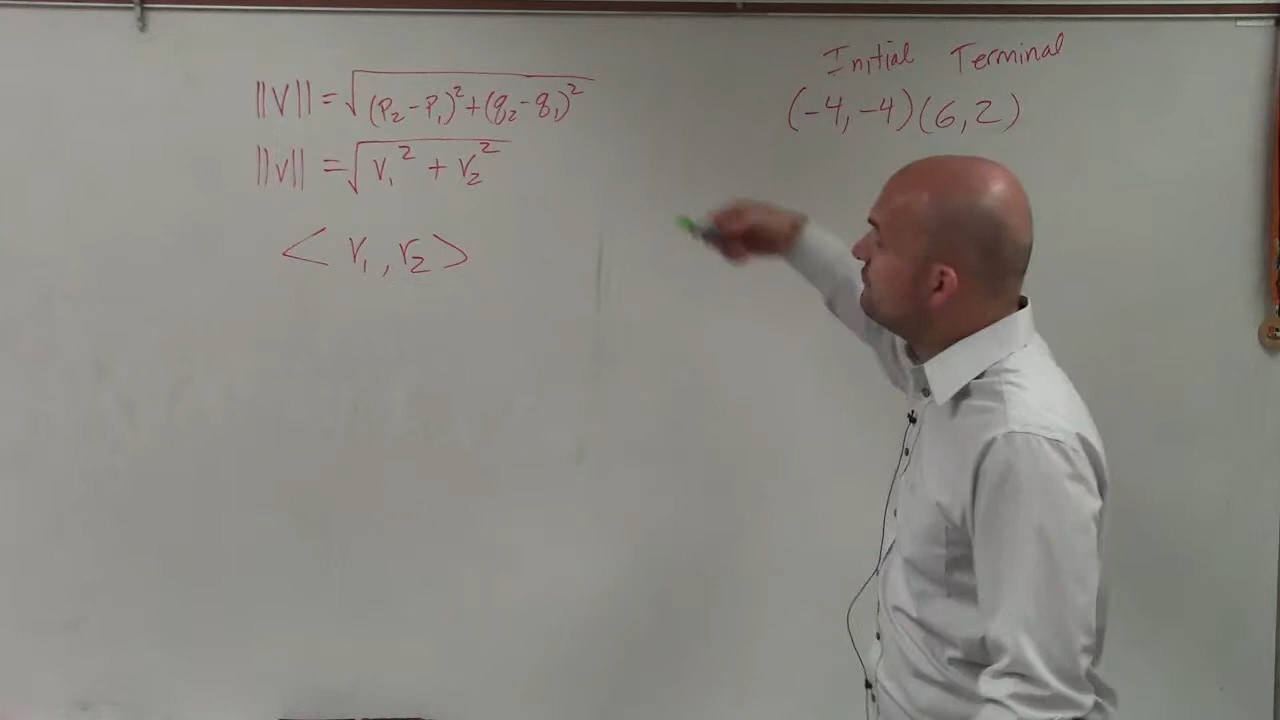 ||V|| = √(P₂-P₁)²+(q₂-q₁)²
||v|| = √v₁² + v₂²
< v₁, v₂ >
Initial Terminal
(-4,-4)(6,2)